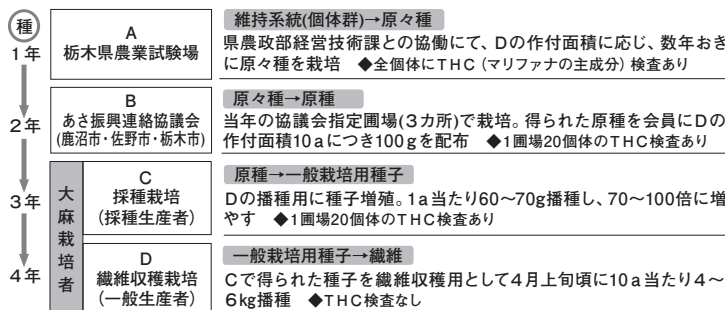 種
1年
A
栃木県農業試験場
維持系統(個体群)→原々種
県農政部経営技術課との協働にて、Dの作付面積に応じ、数年おき
に原々種を栽培　◆全個体にTHC（マリファナの主成分）検査あり
2年
B
あさ振興連絡協議会
(鹿沼市・佐野市・栃木市)
原々種→原種
当年の協議会指定圃場(3カ所)で栽培。得られた原種を会員にDの
作付面積10aにつき100gを配布　◆1圃場20個体のTHC検査あり
大麻栽培者
3年
C
採種栽培
(採種生産者)
原種→一般栽培用種子
Dの播種用に種子増殖。1a当たり60〜70g播種し、70〜100倍に増
やす　◆1圃場20個体のTHC検査あり
4年
D
繊維収穫栽培
(一般生産者)
一般栽培用種子→繊維
Cで得られた種子を繊維収穫用として4月上旬頃に10a当たり4〜
6kg播種　◆THC検査なし